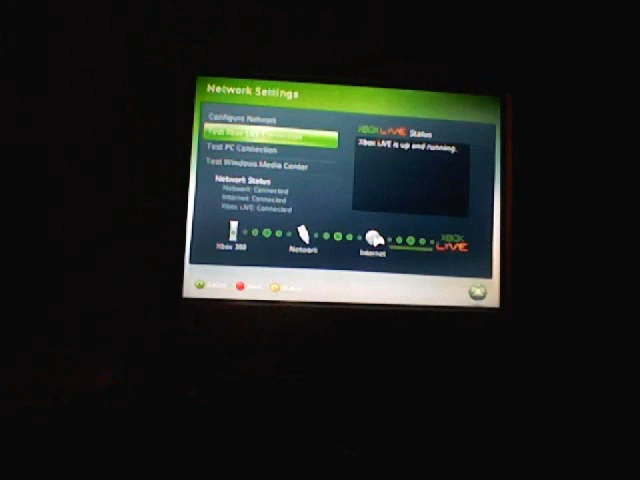 Network Settings
Configure Network
Test Xbox LIVE Connection
Test PC Connection
Test Windows Media Center
Network Status
Network: Connected
Internet: Connected
Xbox LIVE: Connected
XBOX LIVE Status
Xbox LIVE is up and running.
Xbox 360
Network
Internet
XBOX
LIVE
Select
Back